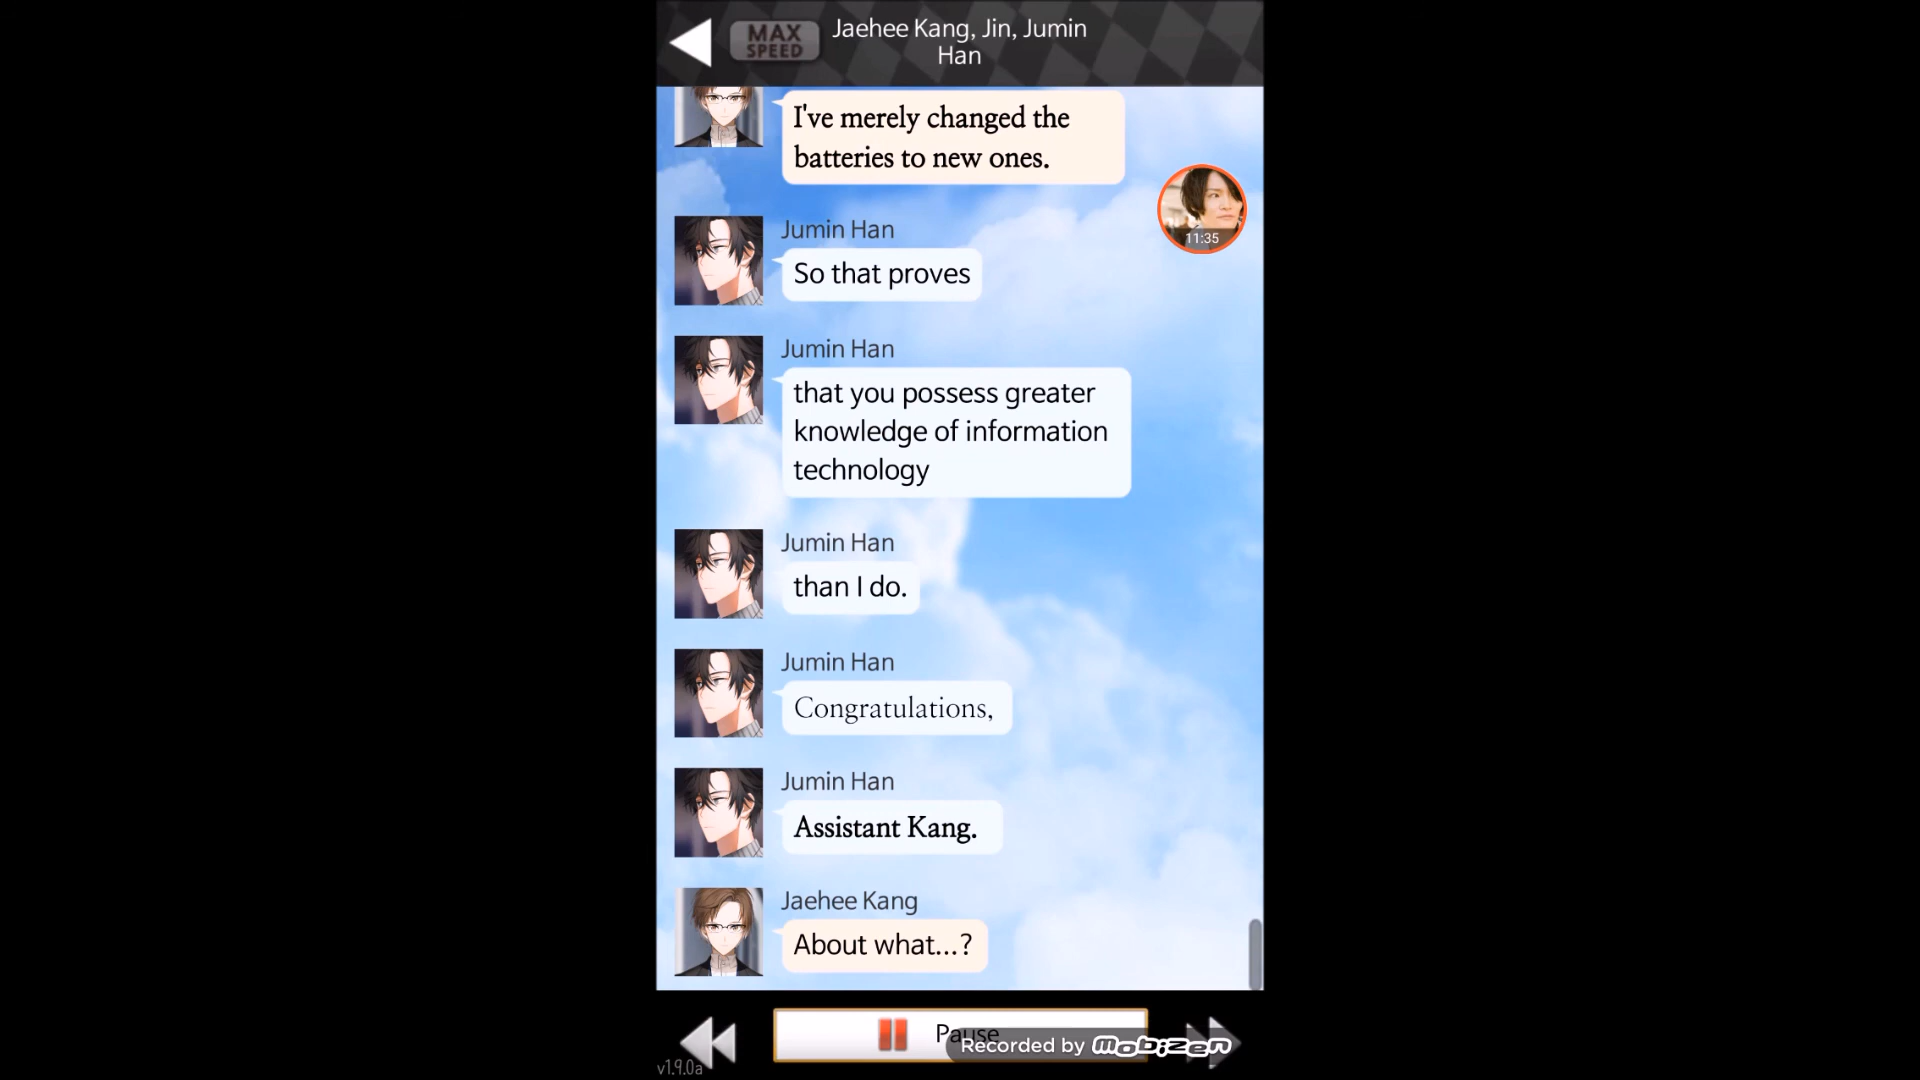 MAX
SPEED
Jaehee Kang, Jin, Jumin
Han
I've merely changed the
batteries to new ones.
11:35
Jumin Han
So that proves
Jumin Han
that you possess greater
knowledge of information
technology
Jumin Han
than I do.
Jumin Han
Congratulations,
Jumin Han
Assistant Kang.
Jaehee Kang
About what...?
Pause
Recorded by mobizen
v1.9.0a